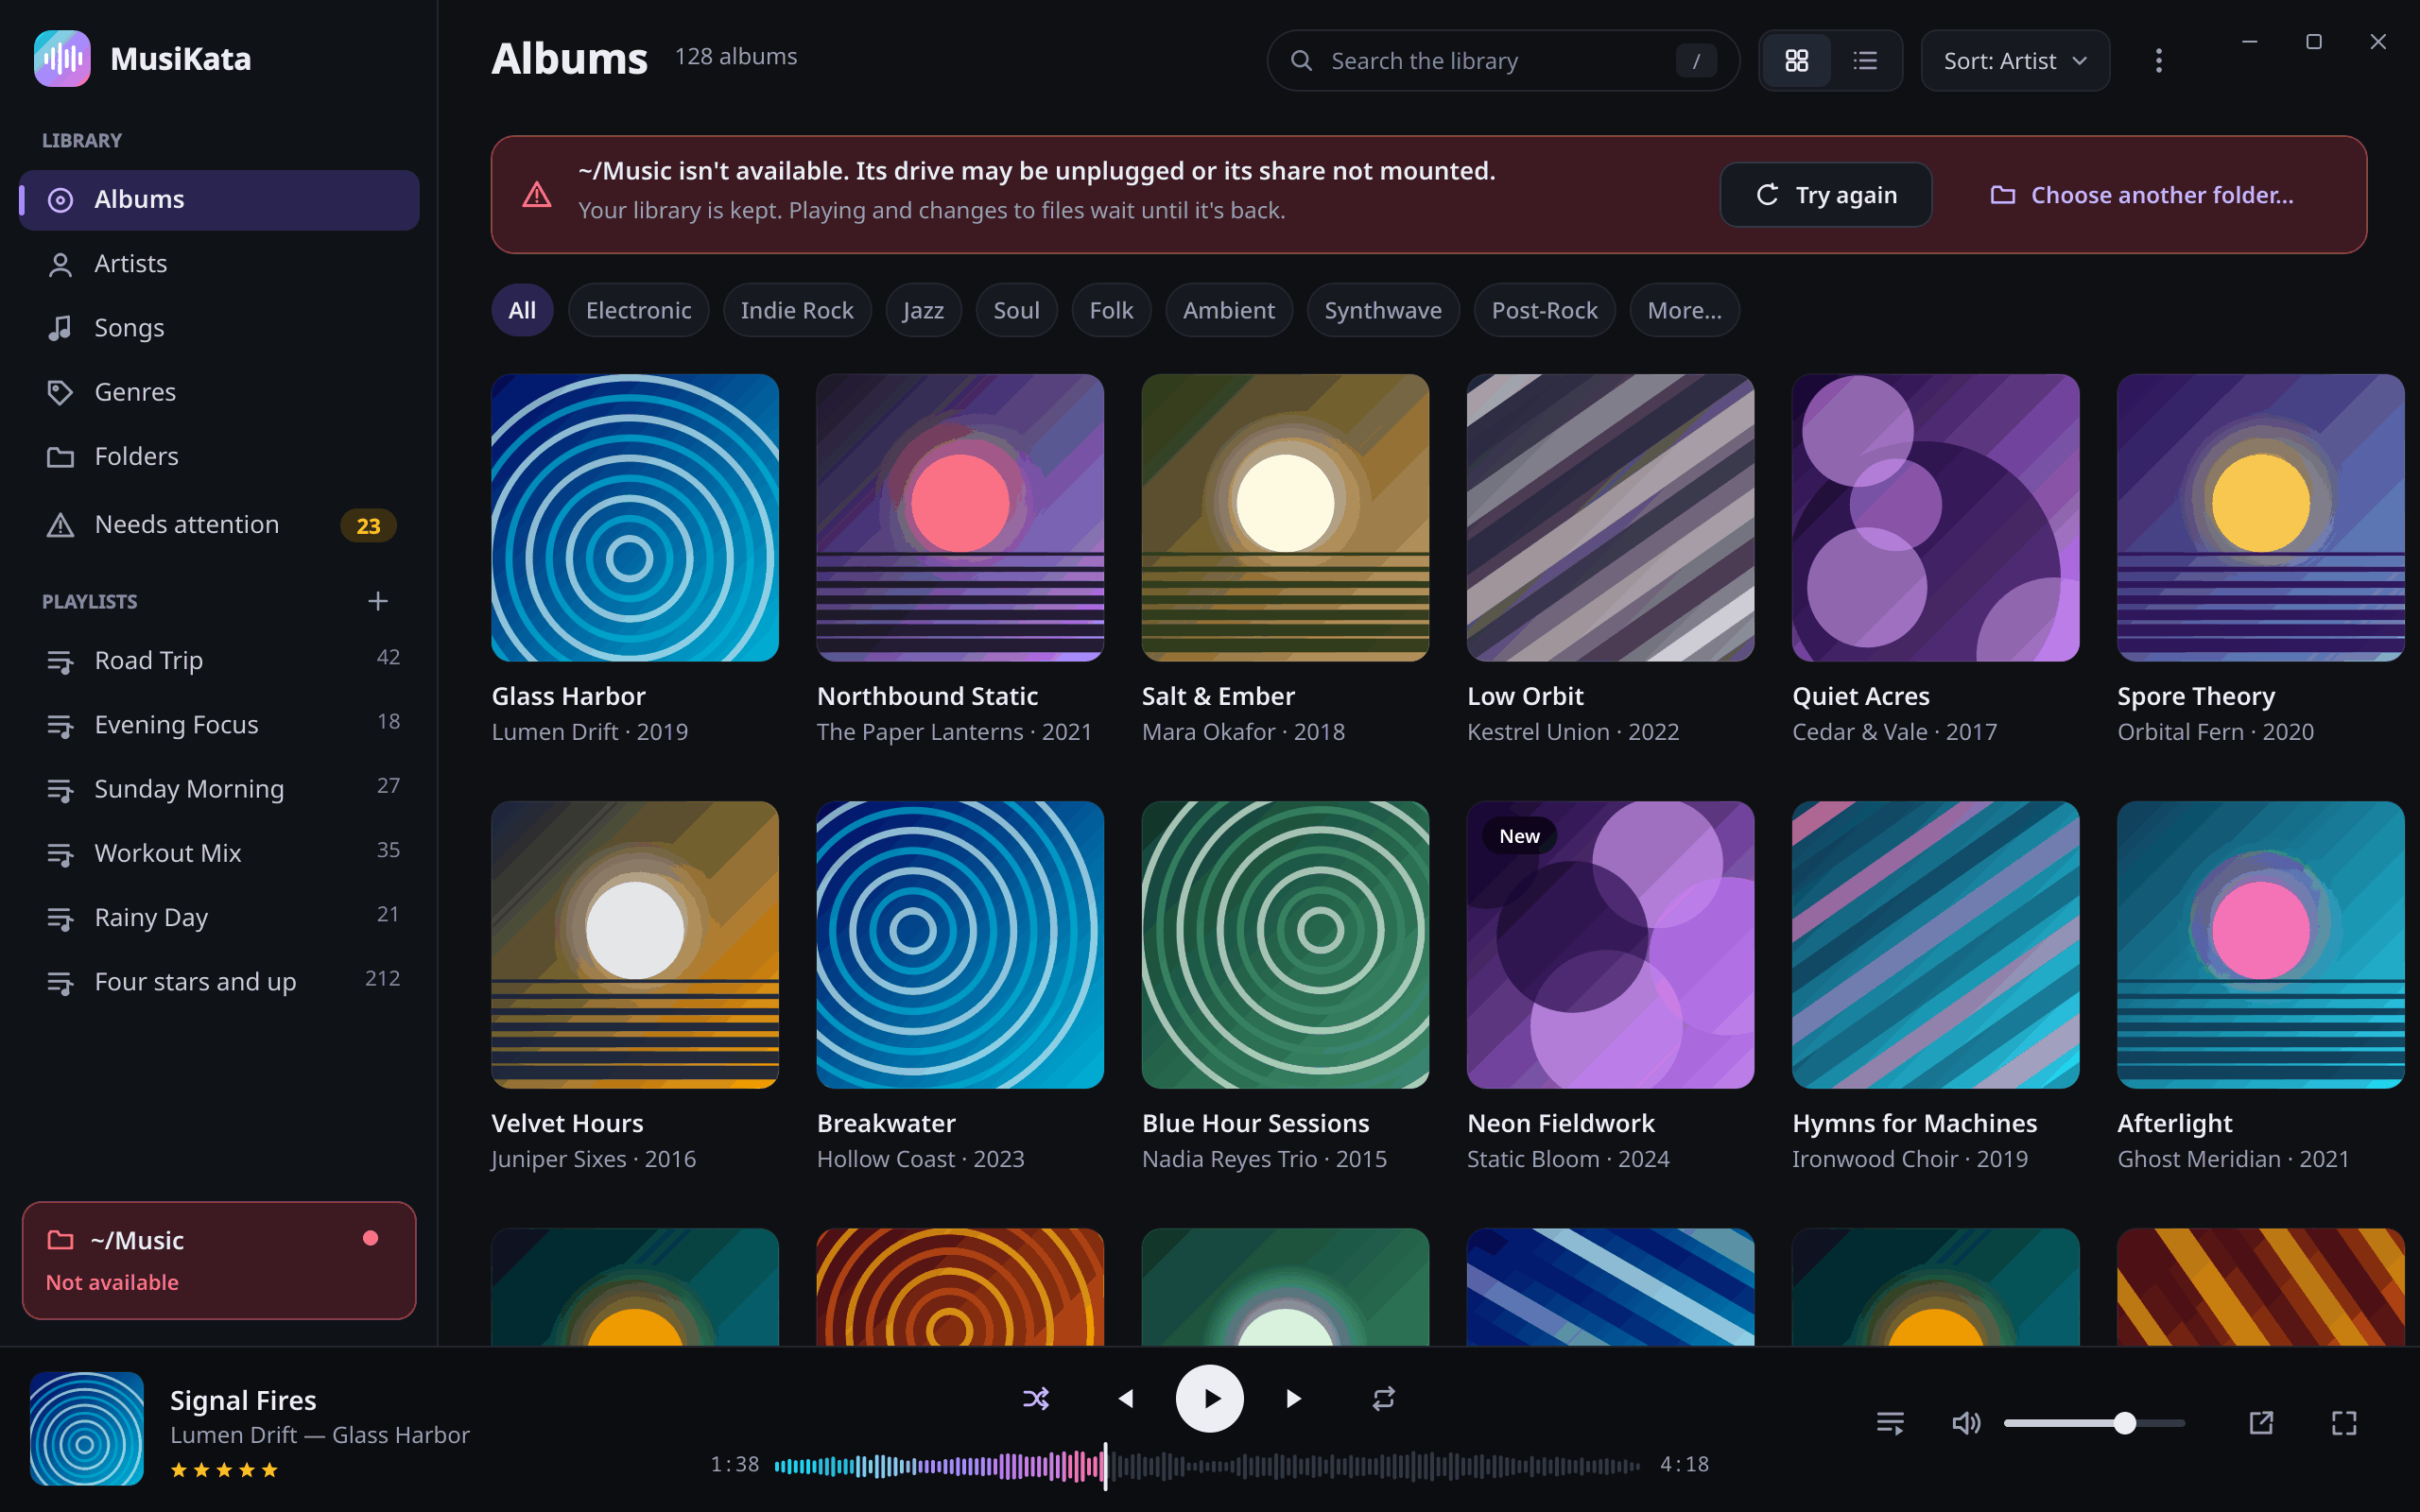 MusiKata
LIBRARY
Albums
Artists
Songs
Genres
Folders
Needs attention 23
PLAYLISTS
Road Trip 42
Evening Focus 18
Sunday Morning 27
Workout Mix 35
Rainy Day 21
Four stars and up 212
~/Music
Not available
Albums 128 albums
Search the library /
Sort: Artist
~/Music isn't available. Its drive may be unplugged or its share not mounted.
Your library is kept. Playing and changes to files wait until it's back.
Try again
Choose another folder...
All Electronic Indie Rock Jazz Soul Folk Ambient Synthwave Post-Rock More...
Glass Harbor
Lumen Drift · 2019
Northbound Static
The Paper Lanterns · 2021
Salt & Ember
Mara Okafor · 2018
Low Orbit
Kestrel Union · 2022
Quiet Acres
Cedar & Vale · 2017
Spore Theory
Orbital Fern · 2020
Velvet Hours
Juniper Sixes · 2016
Breakwater
Hollow Coast · 2023
Blue Hour Sessions
Nadia Reyes Trio · 2015
New
Neon Fieldwork
Static Bloom · 2024
Hymns for Machines
Ironwood Choir · 2019
Afterlight
Ghost Meridian · 2021
Signal Fires
Lumen Drift — Glass Harbor
1:38
4:18